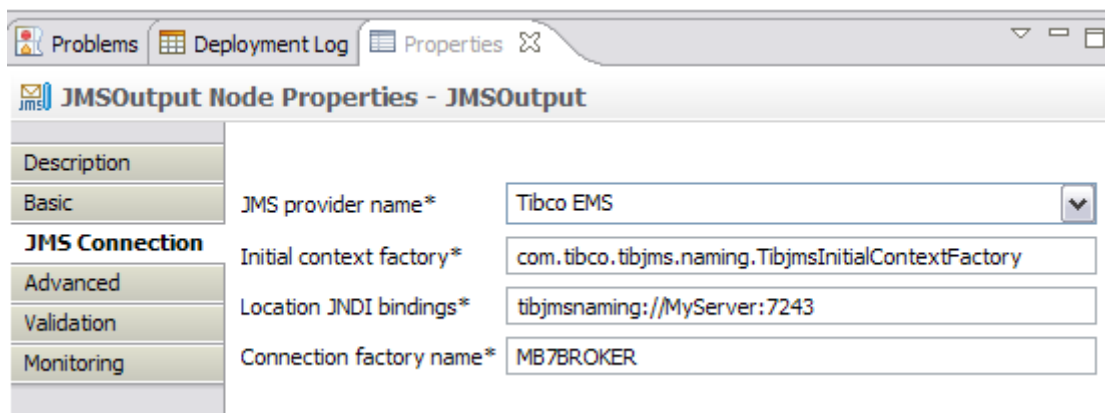 Problems Deployment Log Properties
JMSOutput Node Properties - JMSOutput
Description
Basic
JMS Connection
Advanced
Validation
Monitoring
JMS provider name* Tibco EMS
Initial context factory* com.tibco.tibjms.naming.TibjmsInitialContextFactory
Location JNDI bindings* tibjmsnaming://MyServer:7243
Connection factory name* MB7BROKER